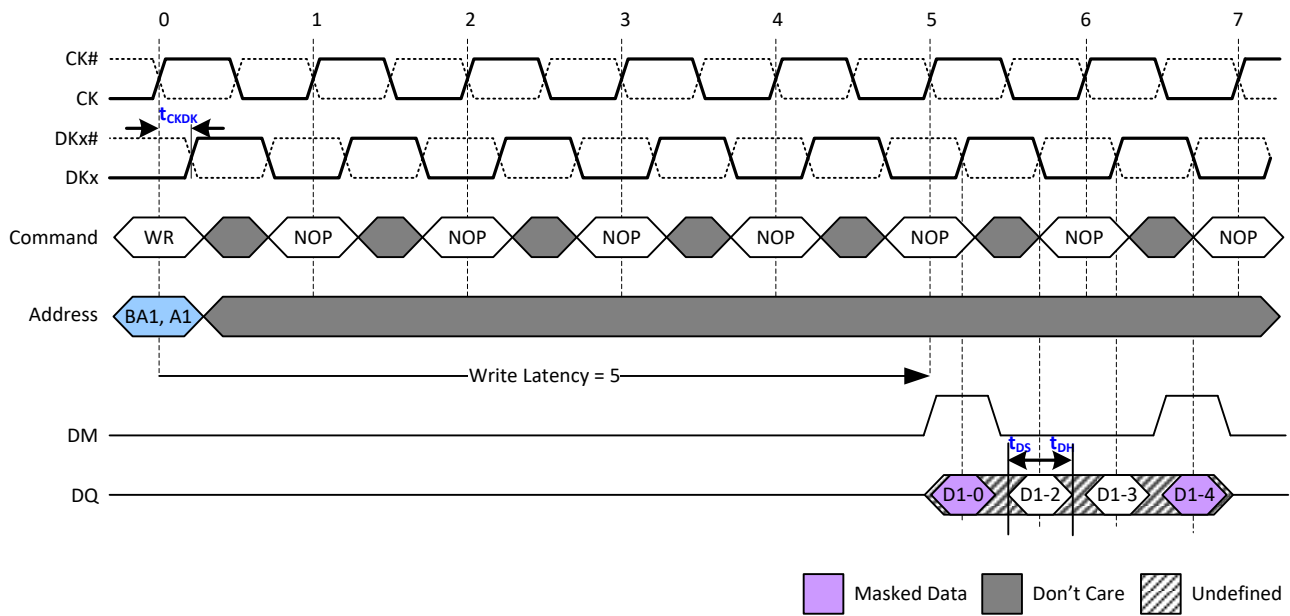 0 1 2 3 4 5 6 7
CK#
CK
tCKDK
DKx#
DKx
Command WR NOP NOP NOP NOP NOP NOP NOP
Address BA1, A1
Write Latency = 5
DM
tDS tDH
DQ D1-0 D1-2 D1-3 D1-4
Masked Data Don’t Care Undefined